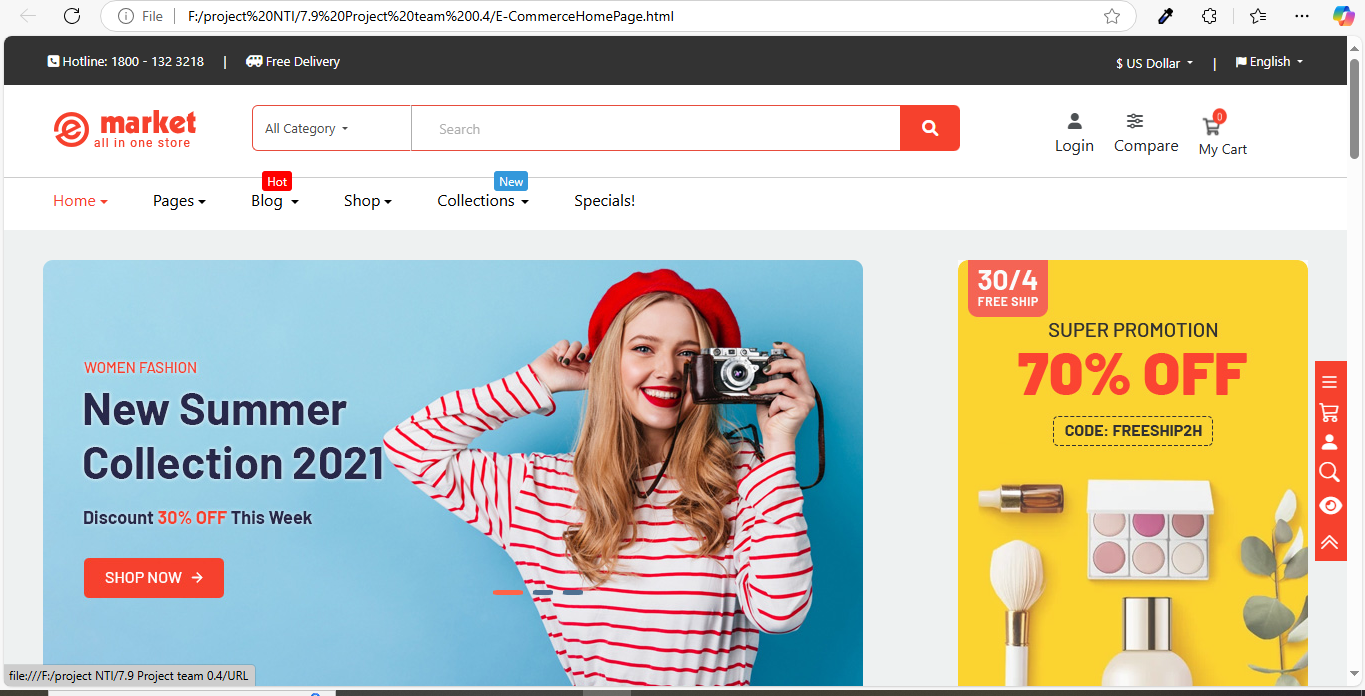 File
F:/project%20NTI/7.9%20Project%20team%200.4/E-CommerceHomePage.html
Hotline: 1800 - 132 3218 | Free Delivery
$ US Dollar | English
market
all in one store
All Category
Search
Login
Compare
0
My Cart
Hot
New
Home Pages Blog Shop Collections Specials!
WOMEN FASHION
New Summer
Collection 2021
Discount 30% OFF This Week
SHOP NOW →
30/4
FREE SHIP
SUPER PROMOTION
70% OFF
CODE: FREESHIP2H
file:///F:/project NTI/7.9 Project team 0.4/URL